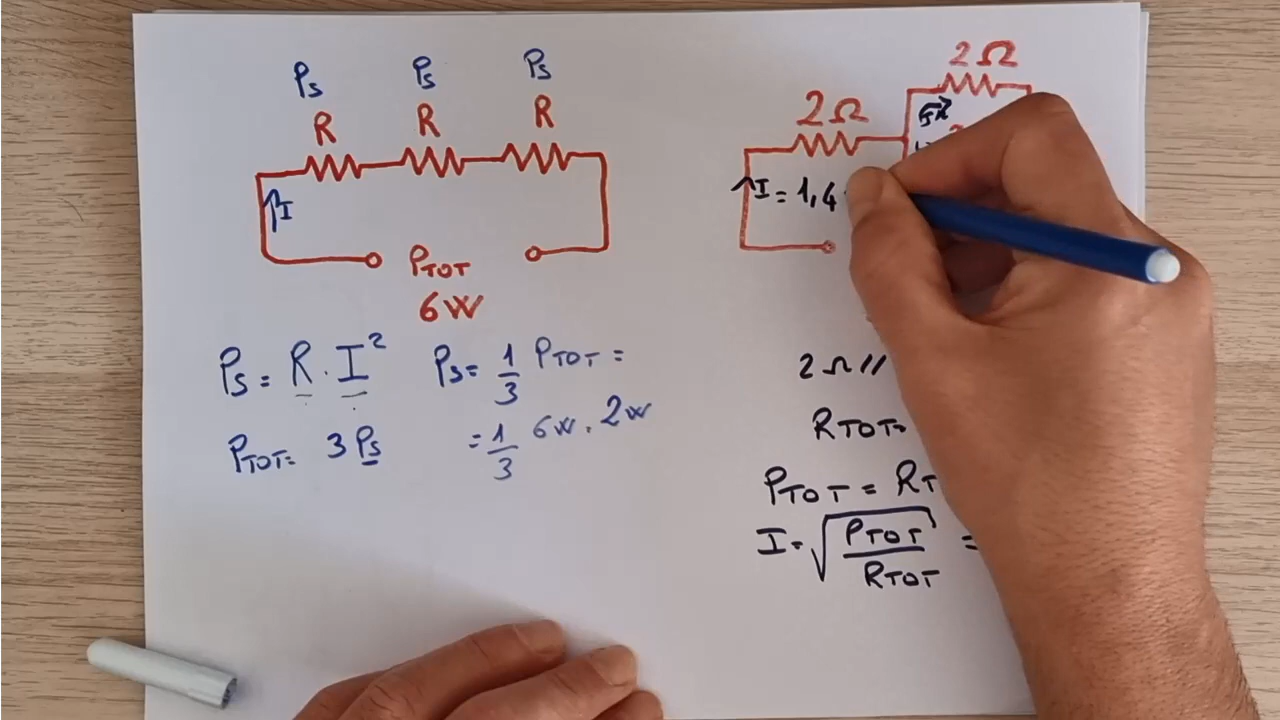 Ps Ps Ps
R R R
I
PTOT
6W
Ps = R · I²
PTOT = 3 Ps
Ps = 1/3 PTOT =
= 1/3 6W . 2W
2Ω
2Ω
I = 1,4
2Ω //
RTOT=
PTOT = RT
I = √PTOT/RTOT =